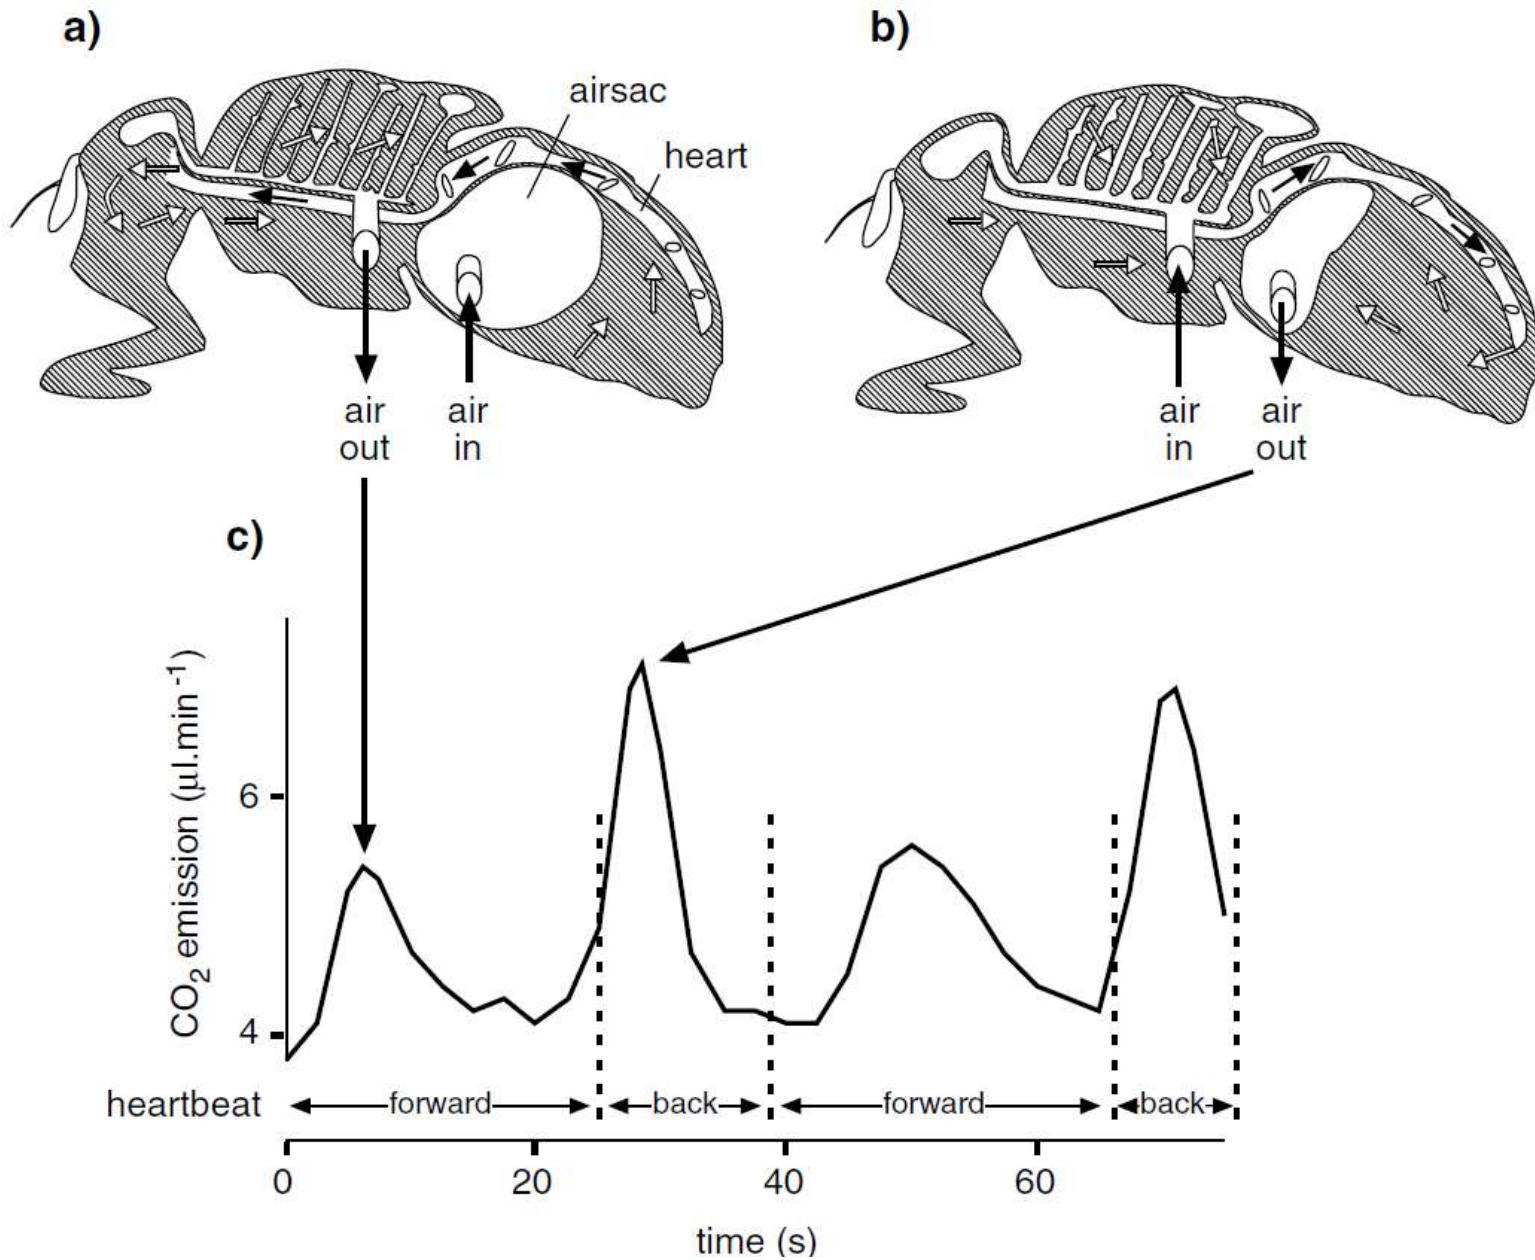 a)
airsac
heart
air
out
air
in
b)
air
in
air
out
c)
CO2 emission (μl.min-1)
6
4
heartbeat
forward
back
forward
back
0
20
40
60
time (s)